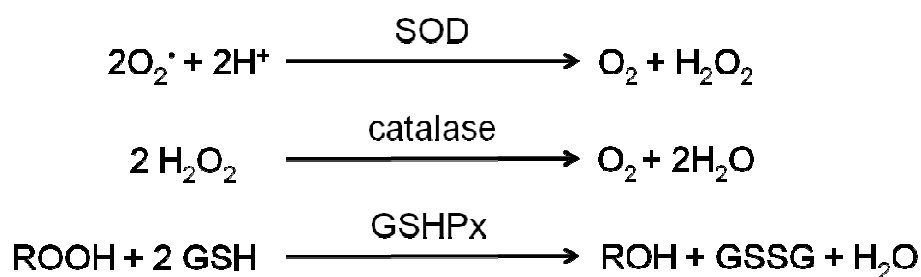 SOD
2O₂˙ + 2H⁺ → O₂ + H₂O₂
catalase
2 H₂O₂ → O₂ + 2H₂O
GSHPx
ROOH + 2 GSH → ROH + GSSG + H₂O